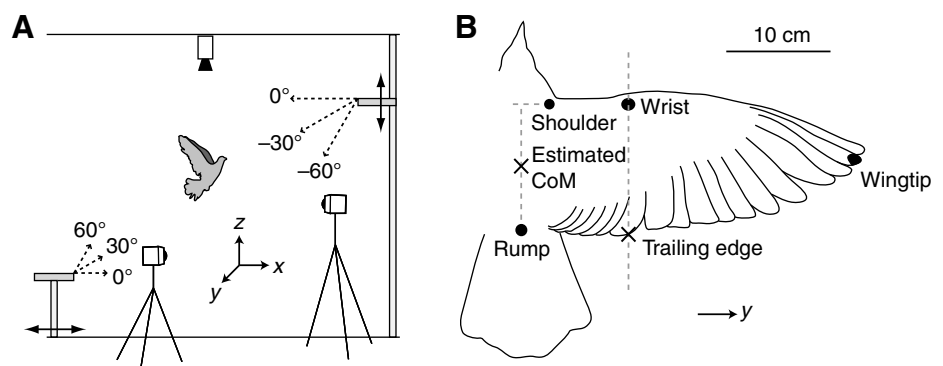 A
0°
–30°
–60°
60°
30°
0°
z
x
y
B
10 cm
Wrist
Shoulder
Estimated
CoM
Wingtip
Rump
Trailing edge
y